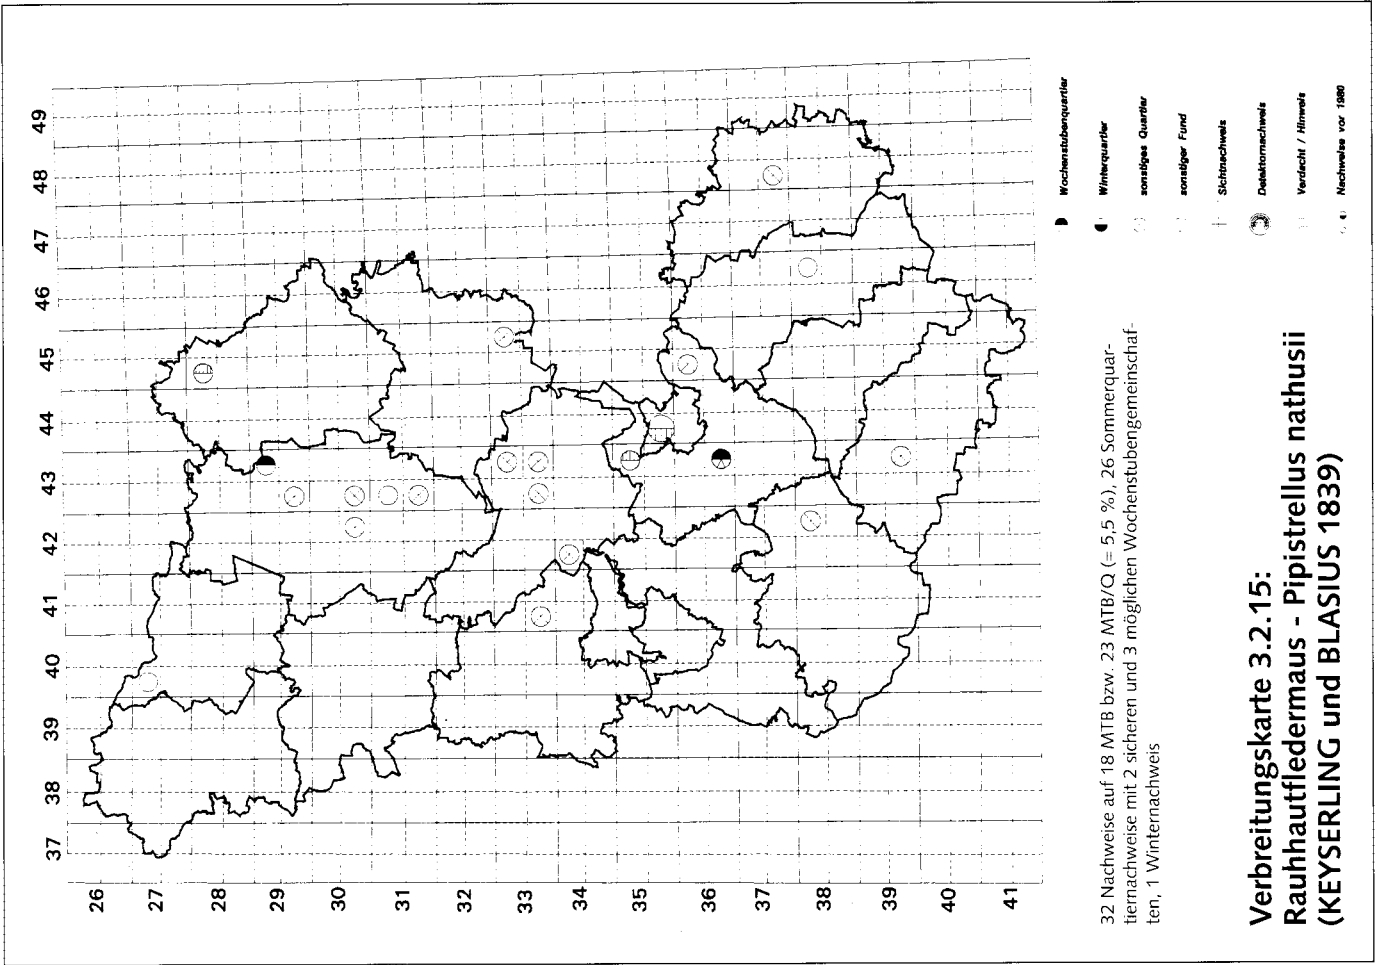 49
48
47
46
45
44
43
42
41
40
39
38
37
26
27
28
29
30
31
32
33
34
35
36
37
38
39
40
41
Wochenstubenquartier
Winterquartier
sonstiges Quartier
sonstiger Fund
Sichtnachweis
Detektornachweis
Verdacht / Hinweis
Nachweise vor 1980
32 Nachweise auf 18 MTB bzw. 23 MTB/Q (= 5,5 %), 26 Sommerquar-
tiernachweise mit 2 sicheren und 3 möglichen Wochenstubengemeinschaf-
ten, 1 Winternachweis
Verbreitungskarte 3.2.15:
Rauhhautfledermaus - Pipistrellus nathusii
(KEYSERLING und BLASIUS 1839)